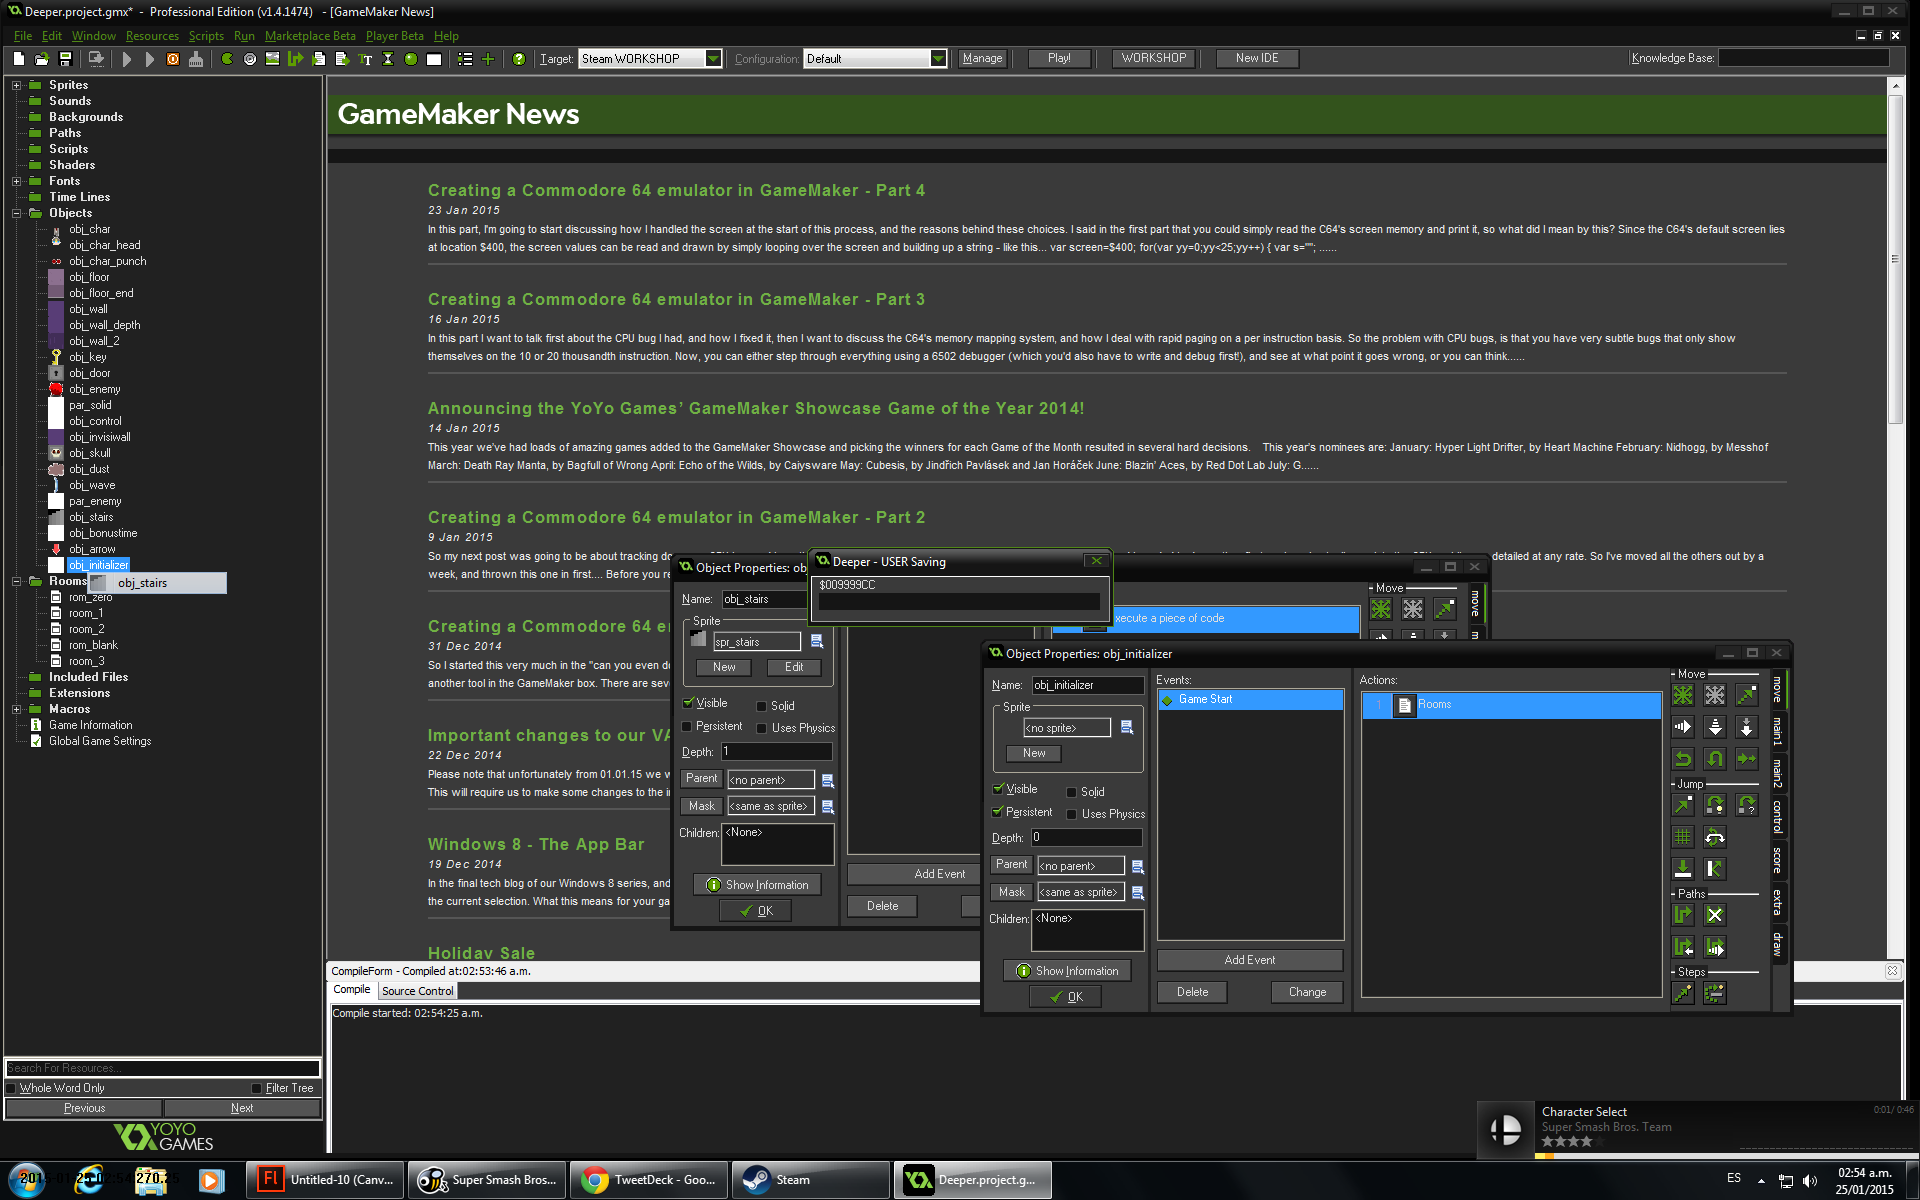 Deeper.project.gmx* - Professional Edition (v1.4.1474) - [GameMaker News]
File Edit Window Resources Scripts Run Marketplace Beta Player Beta Help
Target: Steam WORKSHOP Configuration: Default Manage Play! WORKSHOP New IDE Knowledge Base:
Sprites
Sounds
Backgrounds
Paths
Scripts
Shaders
Fonts
Time Lines
Objects
obj_char
obj_char_head
obj_char_punch
obj_floor
obj_floor_end
obj_wall
obj_wall_depth
obj_wall_2
obj_key
obj_door
obj_enemy
par_solid
obj_control
obj_invisiwall
obj_skull
obj_dust
obj_wave
par_enemy
obj_stairs
obj_bonustime
obj_arrow
obj_initializer
Rooms
obj_stairs
rom_zero
room_1
room_2
rom_blank
room_3
Included Files
Extensions
Macros
Game Information
Global Game Settings
Search For Resources...
Whole Word Only Filter Tree
Previous Next
YOYO
GAMES
GameMaker News
Creating a Commodore 64 emulator in GameMaker - Part 4
23 Jan 2015
In this part, I'm going to start discussing how I handled the screen at the start of this process, and the reasons behind these choices. I said in the first part that you could simply read the C64's screen memory and print it, so what did I mean by this? Since the C64's default screen lies
at location $400, the screen values can be read and drawn by simply looping over the screen and building up a string - like this... var screen=$400; for(var yy=0;yy<25;yy++) { var s=""; ......
Creating a Commodore 64 emulator in GameMaker - Part 3
16 Jan 2015
In this part I want to talk first about the CPU bug I had, and how I fixed it, then I want to discuss the C64's memory mapping system, and how I deal with rapid paging on a per instruction basis. So the problem with CPU bugs, is that you have very subtle bugs that only show
themselves on the 10 or 20 thousandth instruction. Now, you can either step through everything using a 6502 debugger (which you'd also have to write and debug first!), and see at what point it goes wrong, or you can think......
Announcing the YoYo Games' GameMaker Showcase Game of the Year 2014!
14 Jan 2015
This year we've had loads of amazing games added to the GameMaker Showcase and picking the winners for each Game of the Month resulted in several hard decisions. This year's nominees are: January: Hyper Light Drifter, by Heart Machine February: Nidhogg, by Messhof
March: Death Ray Manta, by Bagfull of Wrong April: Echo of the Wilds, by Caiysware May: Cubesis, by Jindřich Pavlásek and Jan Horáček June: Blazin' Aces, by Red Dot Lab July: G......
Creating a Commodore 64 emulator in GameMaker - Part 2
9 Jan 2015
So my next post was going to be about tracking do
detailed at any rate. So I've moved all the others out by a
week, and thrown this one in first.... Before you re
Creating a Commodore 64 e
31 Dec 2014
So I started this very much in the "can you even d
another tool in the GameMaker box. There are sev
Important changes to our VA
22 Dec 2014
Please note that unfortunately from 01.01.15 we w
This will require us to make some changes to the i
Windows 8 - The App Bar
19 Dec 2014
In the final tech blog of our Windows 8 series, and
the current selection. What this means for your ga
Holiday Sale
Object Properties: ob
Name: obj_stairs
Sprite
spr_stairs
New Edit
Visible Solid
Persistent Uses Physics
Depth: 1
Parent <no parent>
Mask <same as sprite>
Children: <None>
Show Information
OK
Add Event
Delete
xecute a piece of code
Move
move
Deeper - USER Saving
$009999CC
Object Properties: obj_initializer
Name: obj_initializer
Sprite
<no sprite>
New
Visible Solid
Persistent Uses Physics
Depth: 0
Parent <no parent>
Mask <same as sprite>
Children: <None>
Show Information
OK
Events:
Game Start
Add Event
Delete Change
Actions:
1 Rooms
Move
Jump
Paths
Steps
move
main1
main2
control
score
extra
draw
CompileForm - Compiled at:02:53:46 a.m.
Compile Source Control
Compile started: 02:54:25 a.m.
Character Select 0:01/ 0:46
Super Smash Bros. Team
Untitled-10 (Canv...
Super Smash Bros...
TweetDeck - Goo...
Steam
Deeper.project.g...
ES
02:54 a.m.
25/01/2015